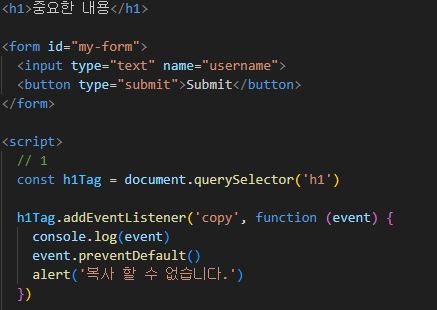 <h1>중요한 내용</h1>
<form id="my-form">
<input type="text" name="username">
<button type="submit">Submit</button>
</form>
<script>
// 1
const h1Tag = document.querySelector('h1')
h1Tag.addEventListener('copy', function (event) {
console.log(event)
event.preventDefault()
alert('복사 할 수 없습니다.')
})